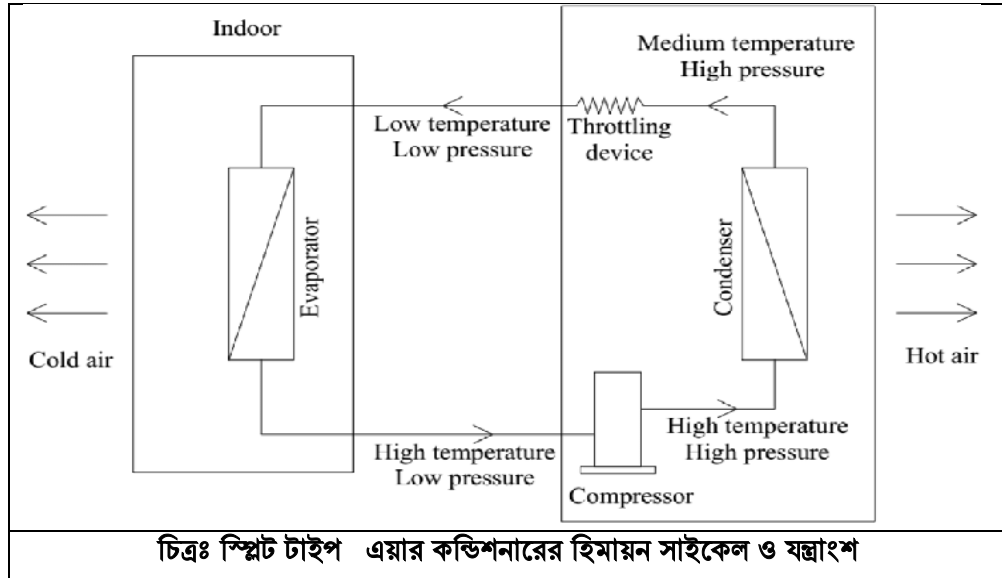 Indoor
Medium temperature
High pressure
Low temperature
Low pressure
Throttling
device
Evaporator
Condenser
Cold air
Hot air
High temperature
Low pressure
High temperature
High pressure
Compressor
চিত্রঃ স্প্লিট টাইপ এয়ার কন্ডিশনারের হিমায়ন সাইকেল ও যন্ত্রাংশ